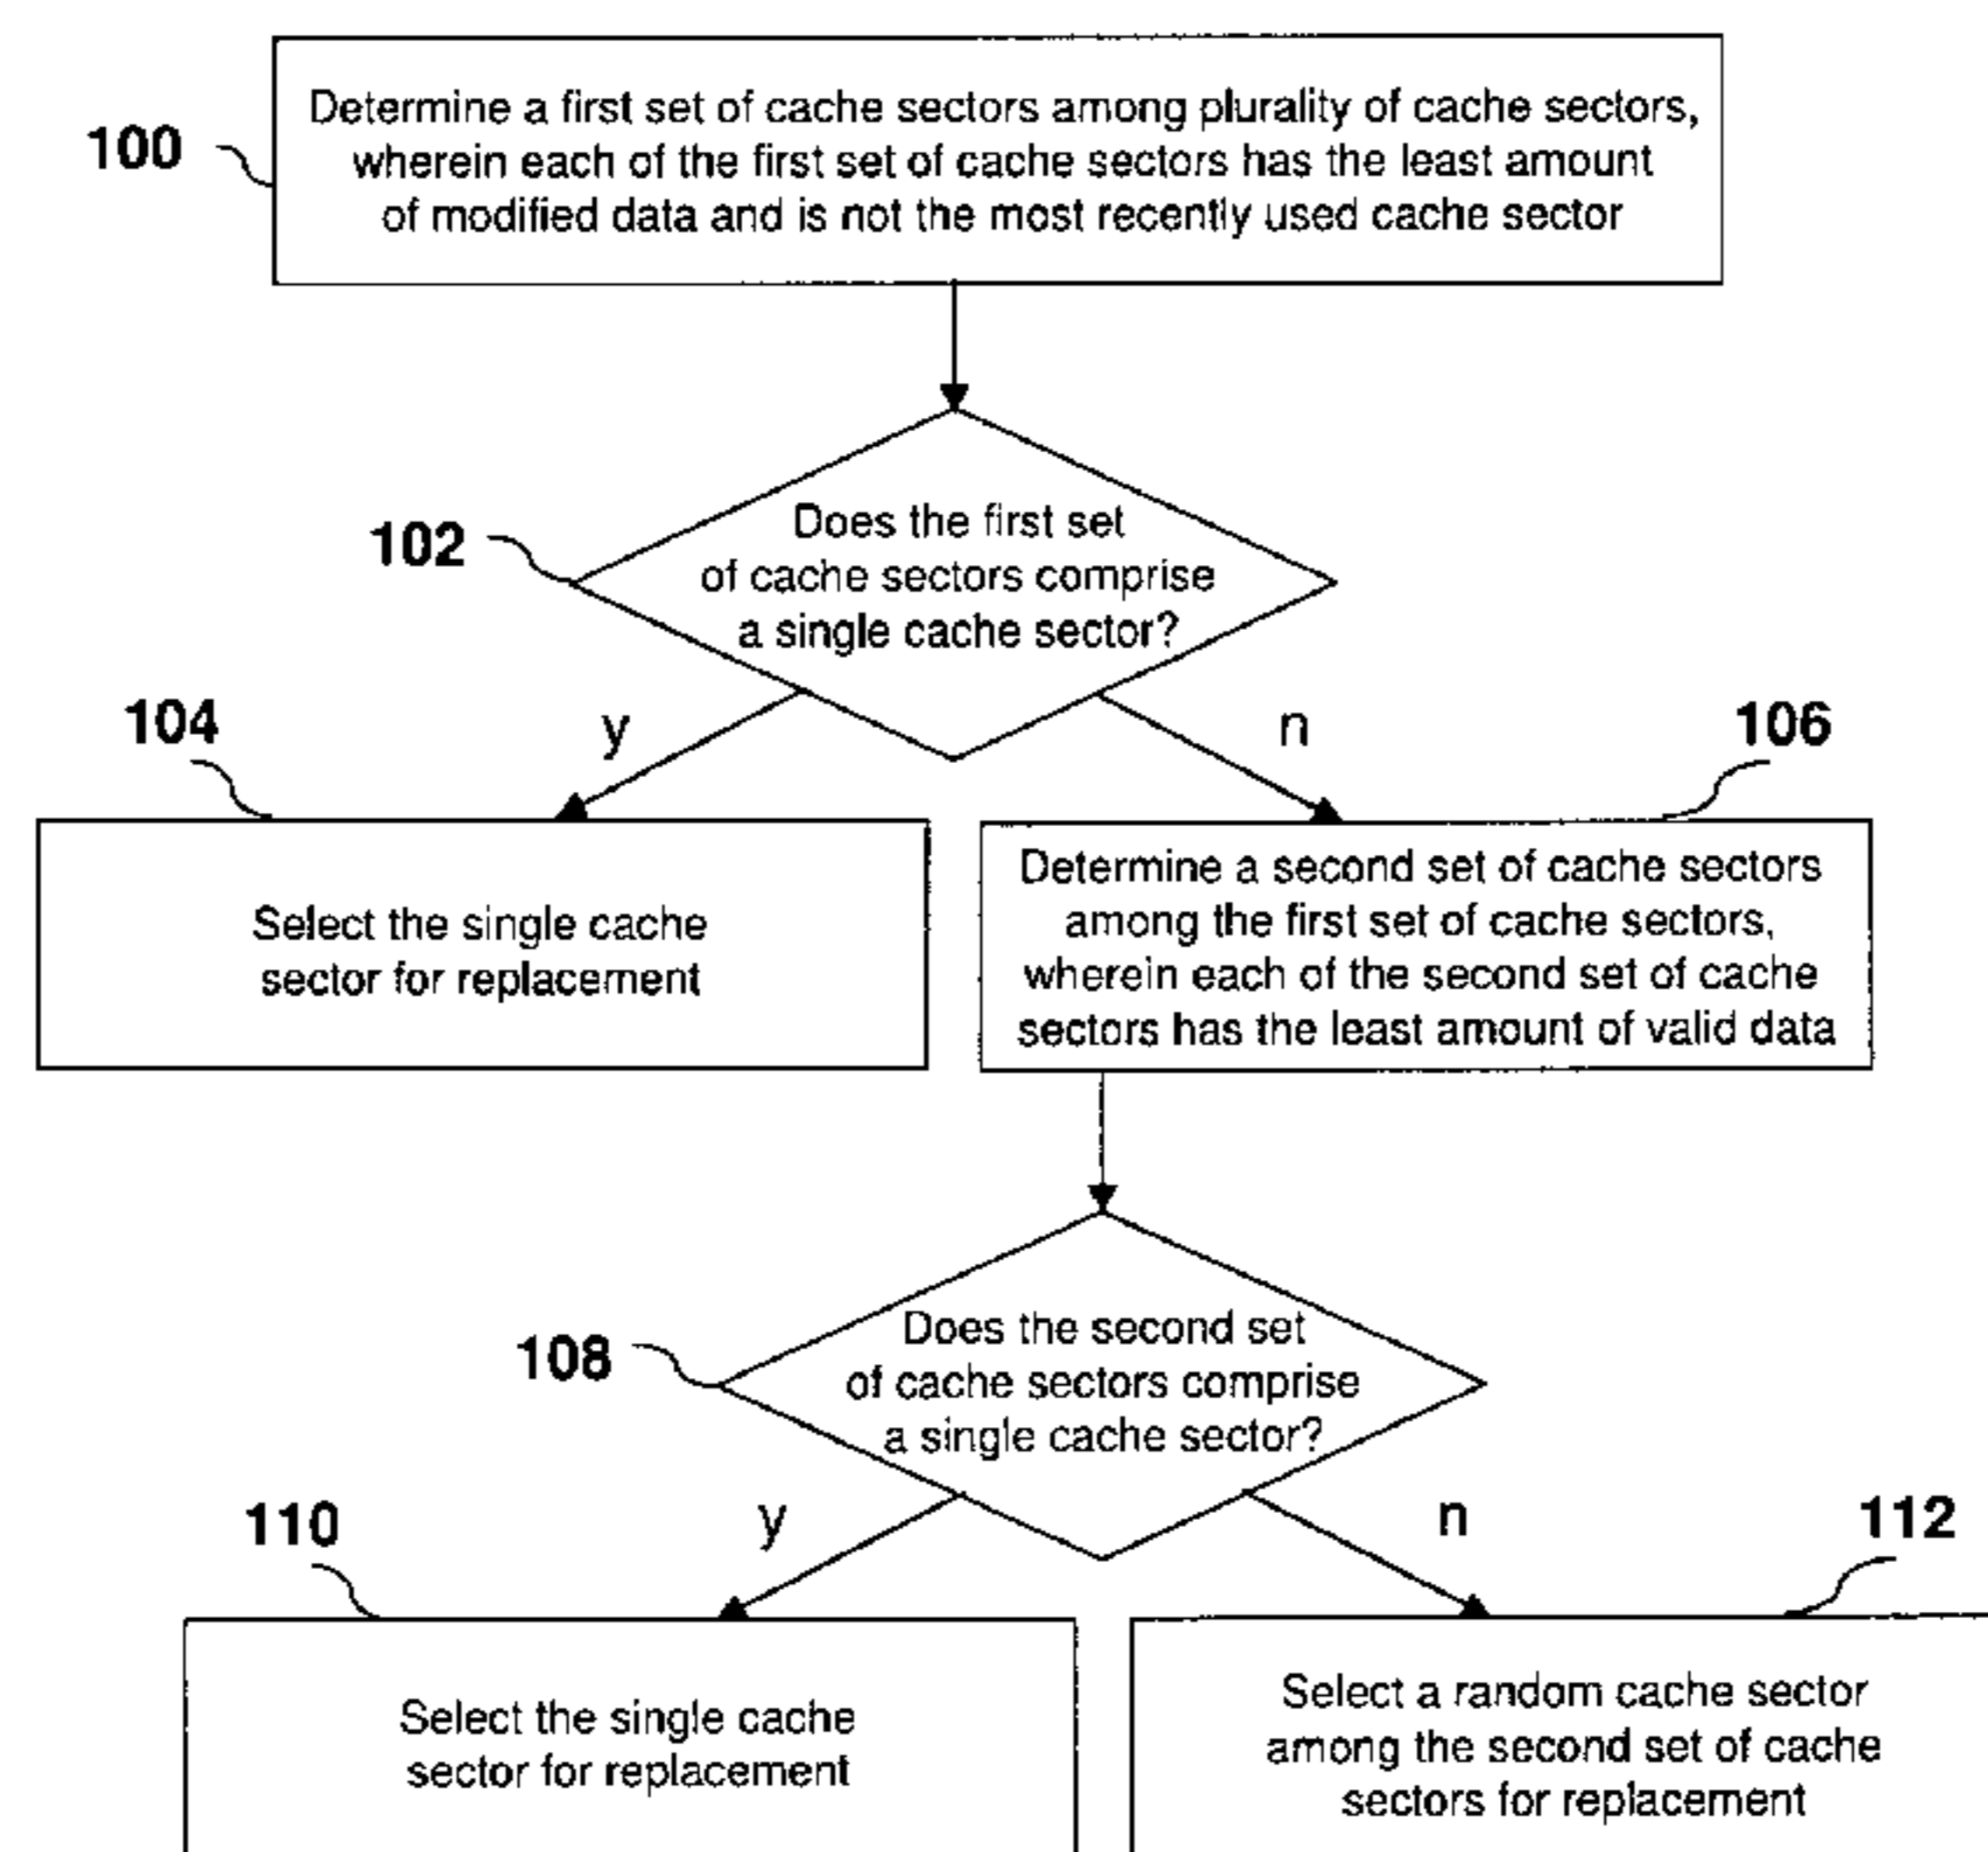 100
Determine a first set of cache sectors among plurality of cache sectors,
wherein each of the first set of cache sectors has the least amount
of modified data and is not the most recently used cache sector
102
Does the first set
of cache sectors comprise
a single cache sector?
y
n
104
Select the single cache
sector for replacement
106
Determine a second set of cache sectors
among the first set of cache sectors,
wherein each of the second set of cache
sectors has the least amount of valid data
108
Does the second set
of cache sectors comprise
a single cache sector?
y
n
110
Select the single cache
sector for replacement
112
Select a random cache sector
among the second set of cache
sectors for replacement